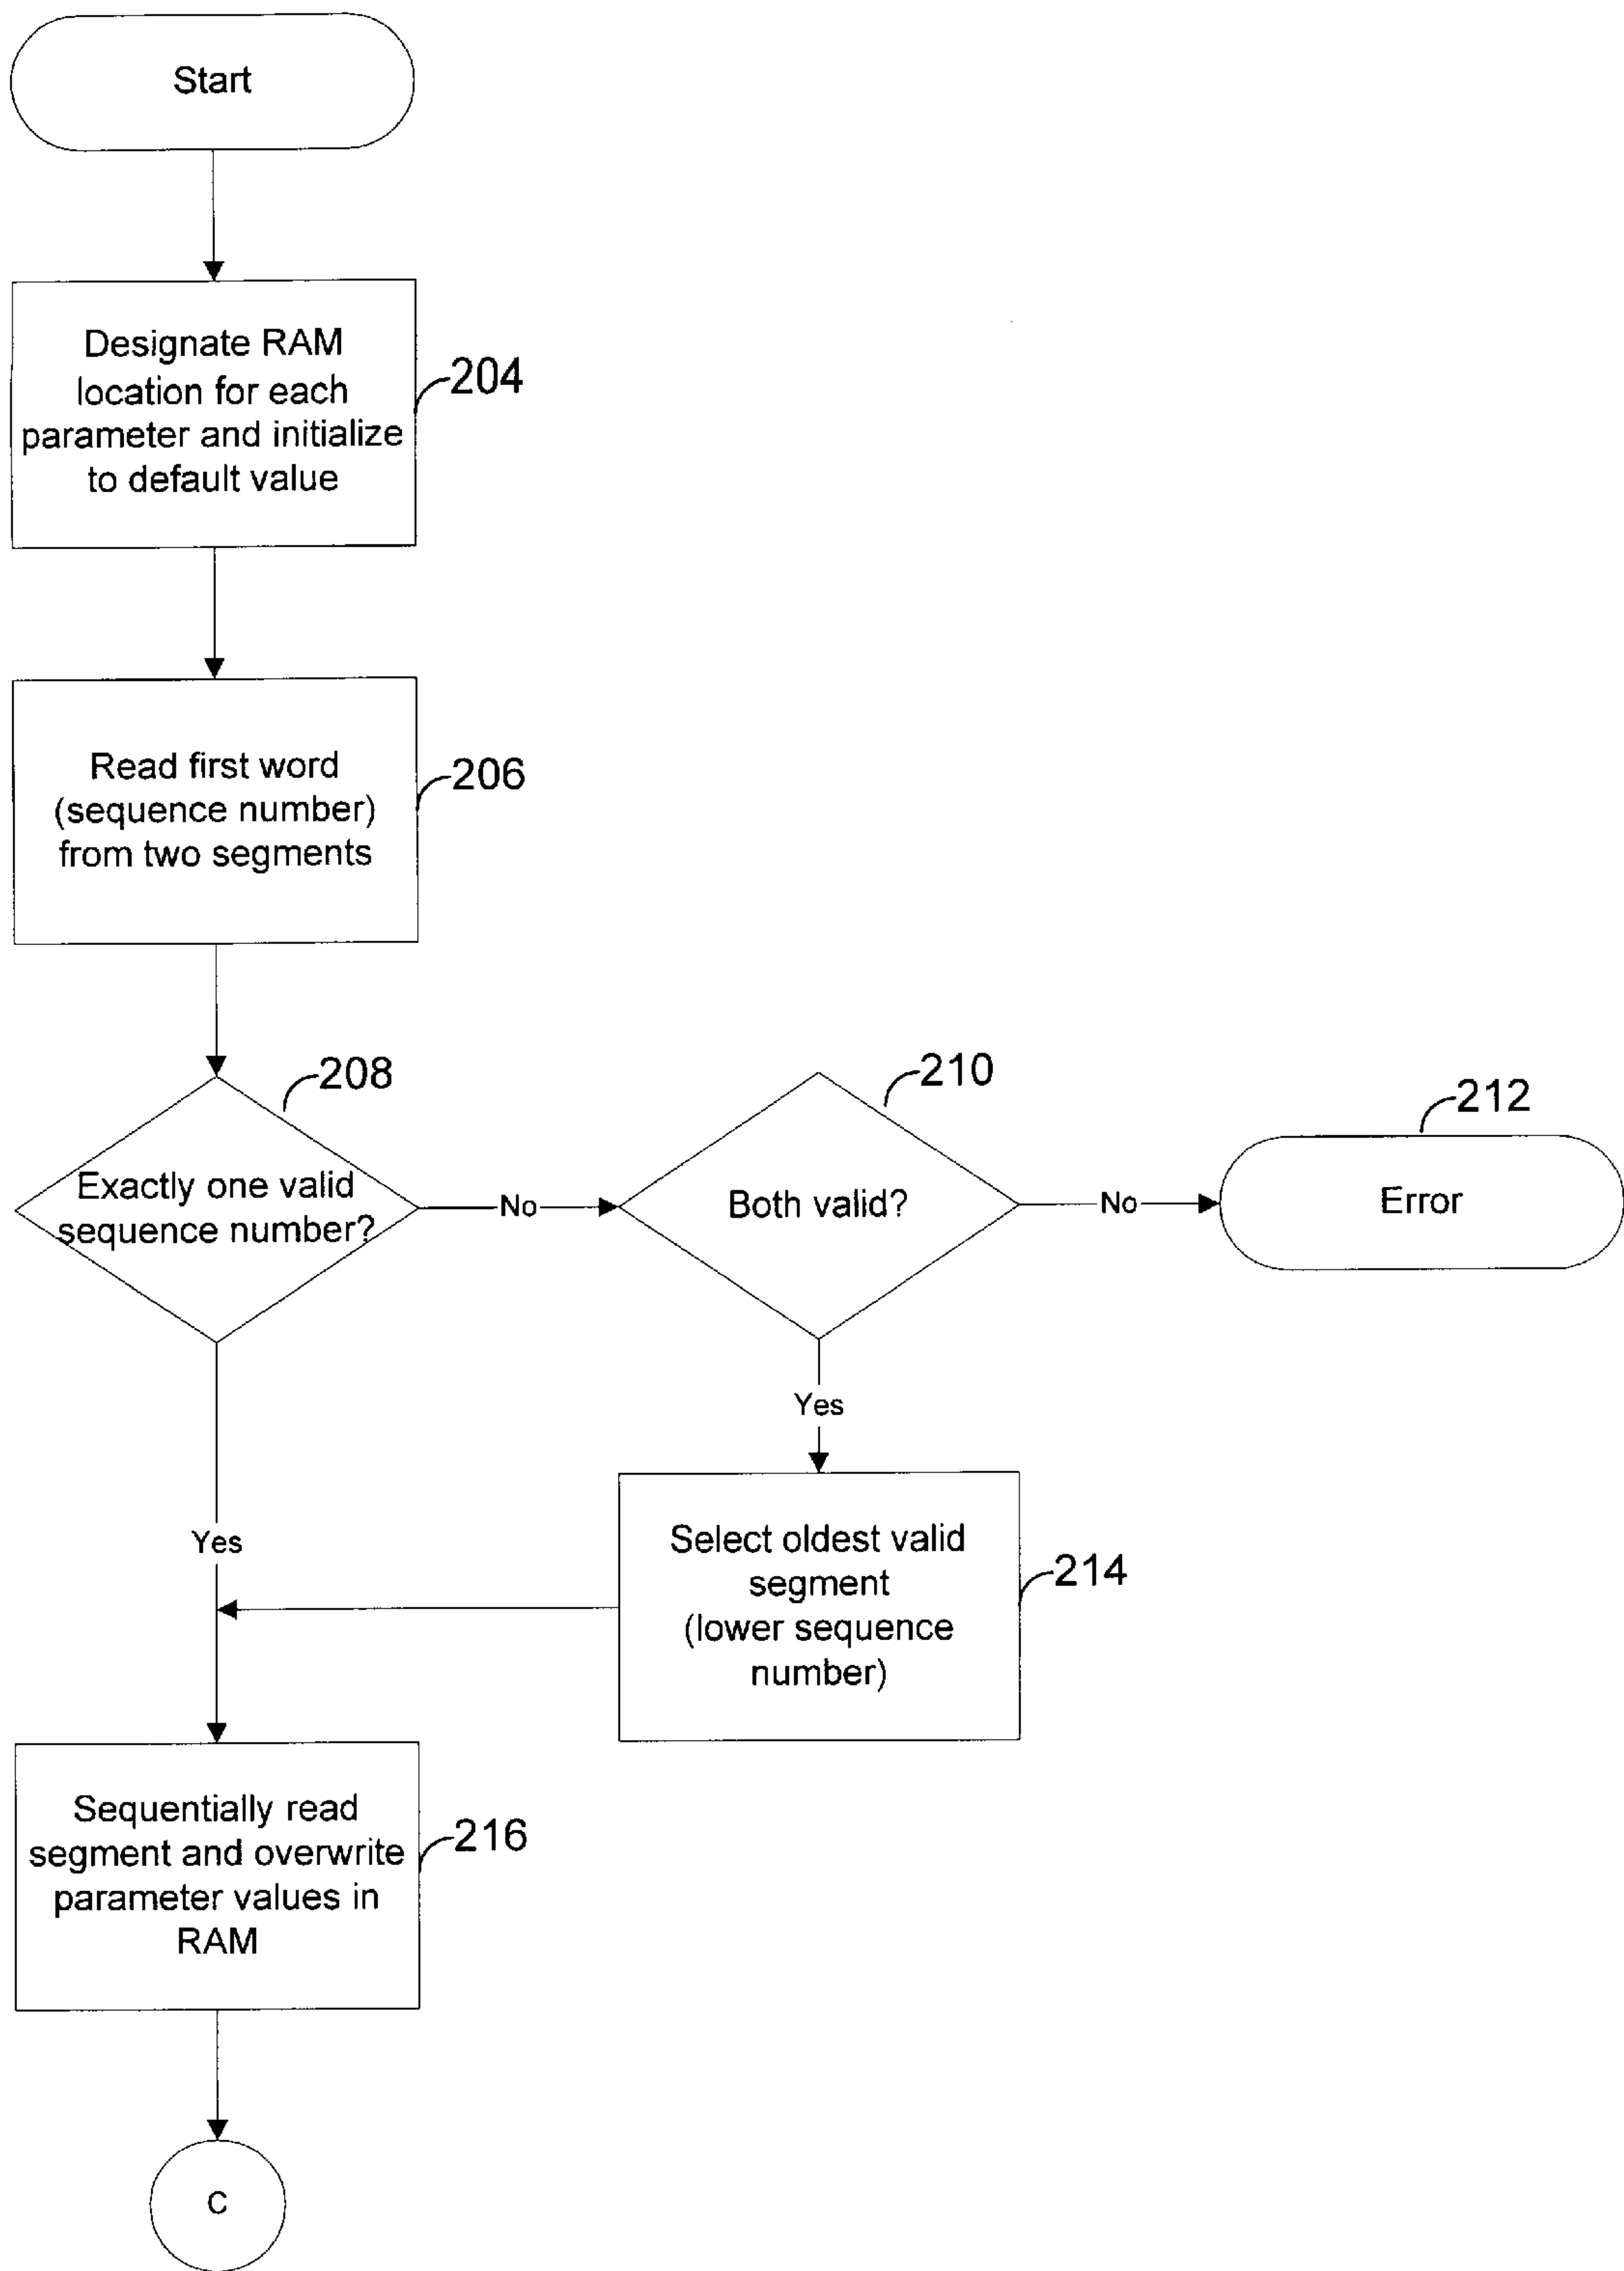 Start
Designate RAM
location for each
parameter and initialize
to default value
204
Read first word
(sequence number)
from two segments
206
208
Exactly one valid
sequence number?
No
210
Both valid?
No
212
Error
Yes
Yes
Select oldest valid
segment
(lower sequence
number)
214
Sequentially read
segment and overwrite
parameter values in
RAM
216
C